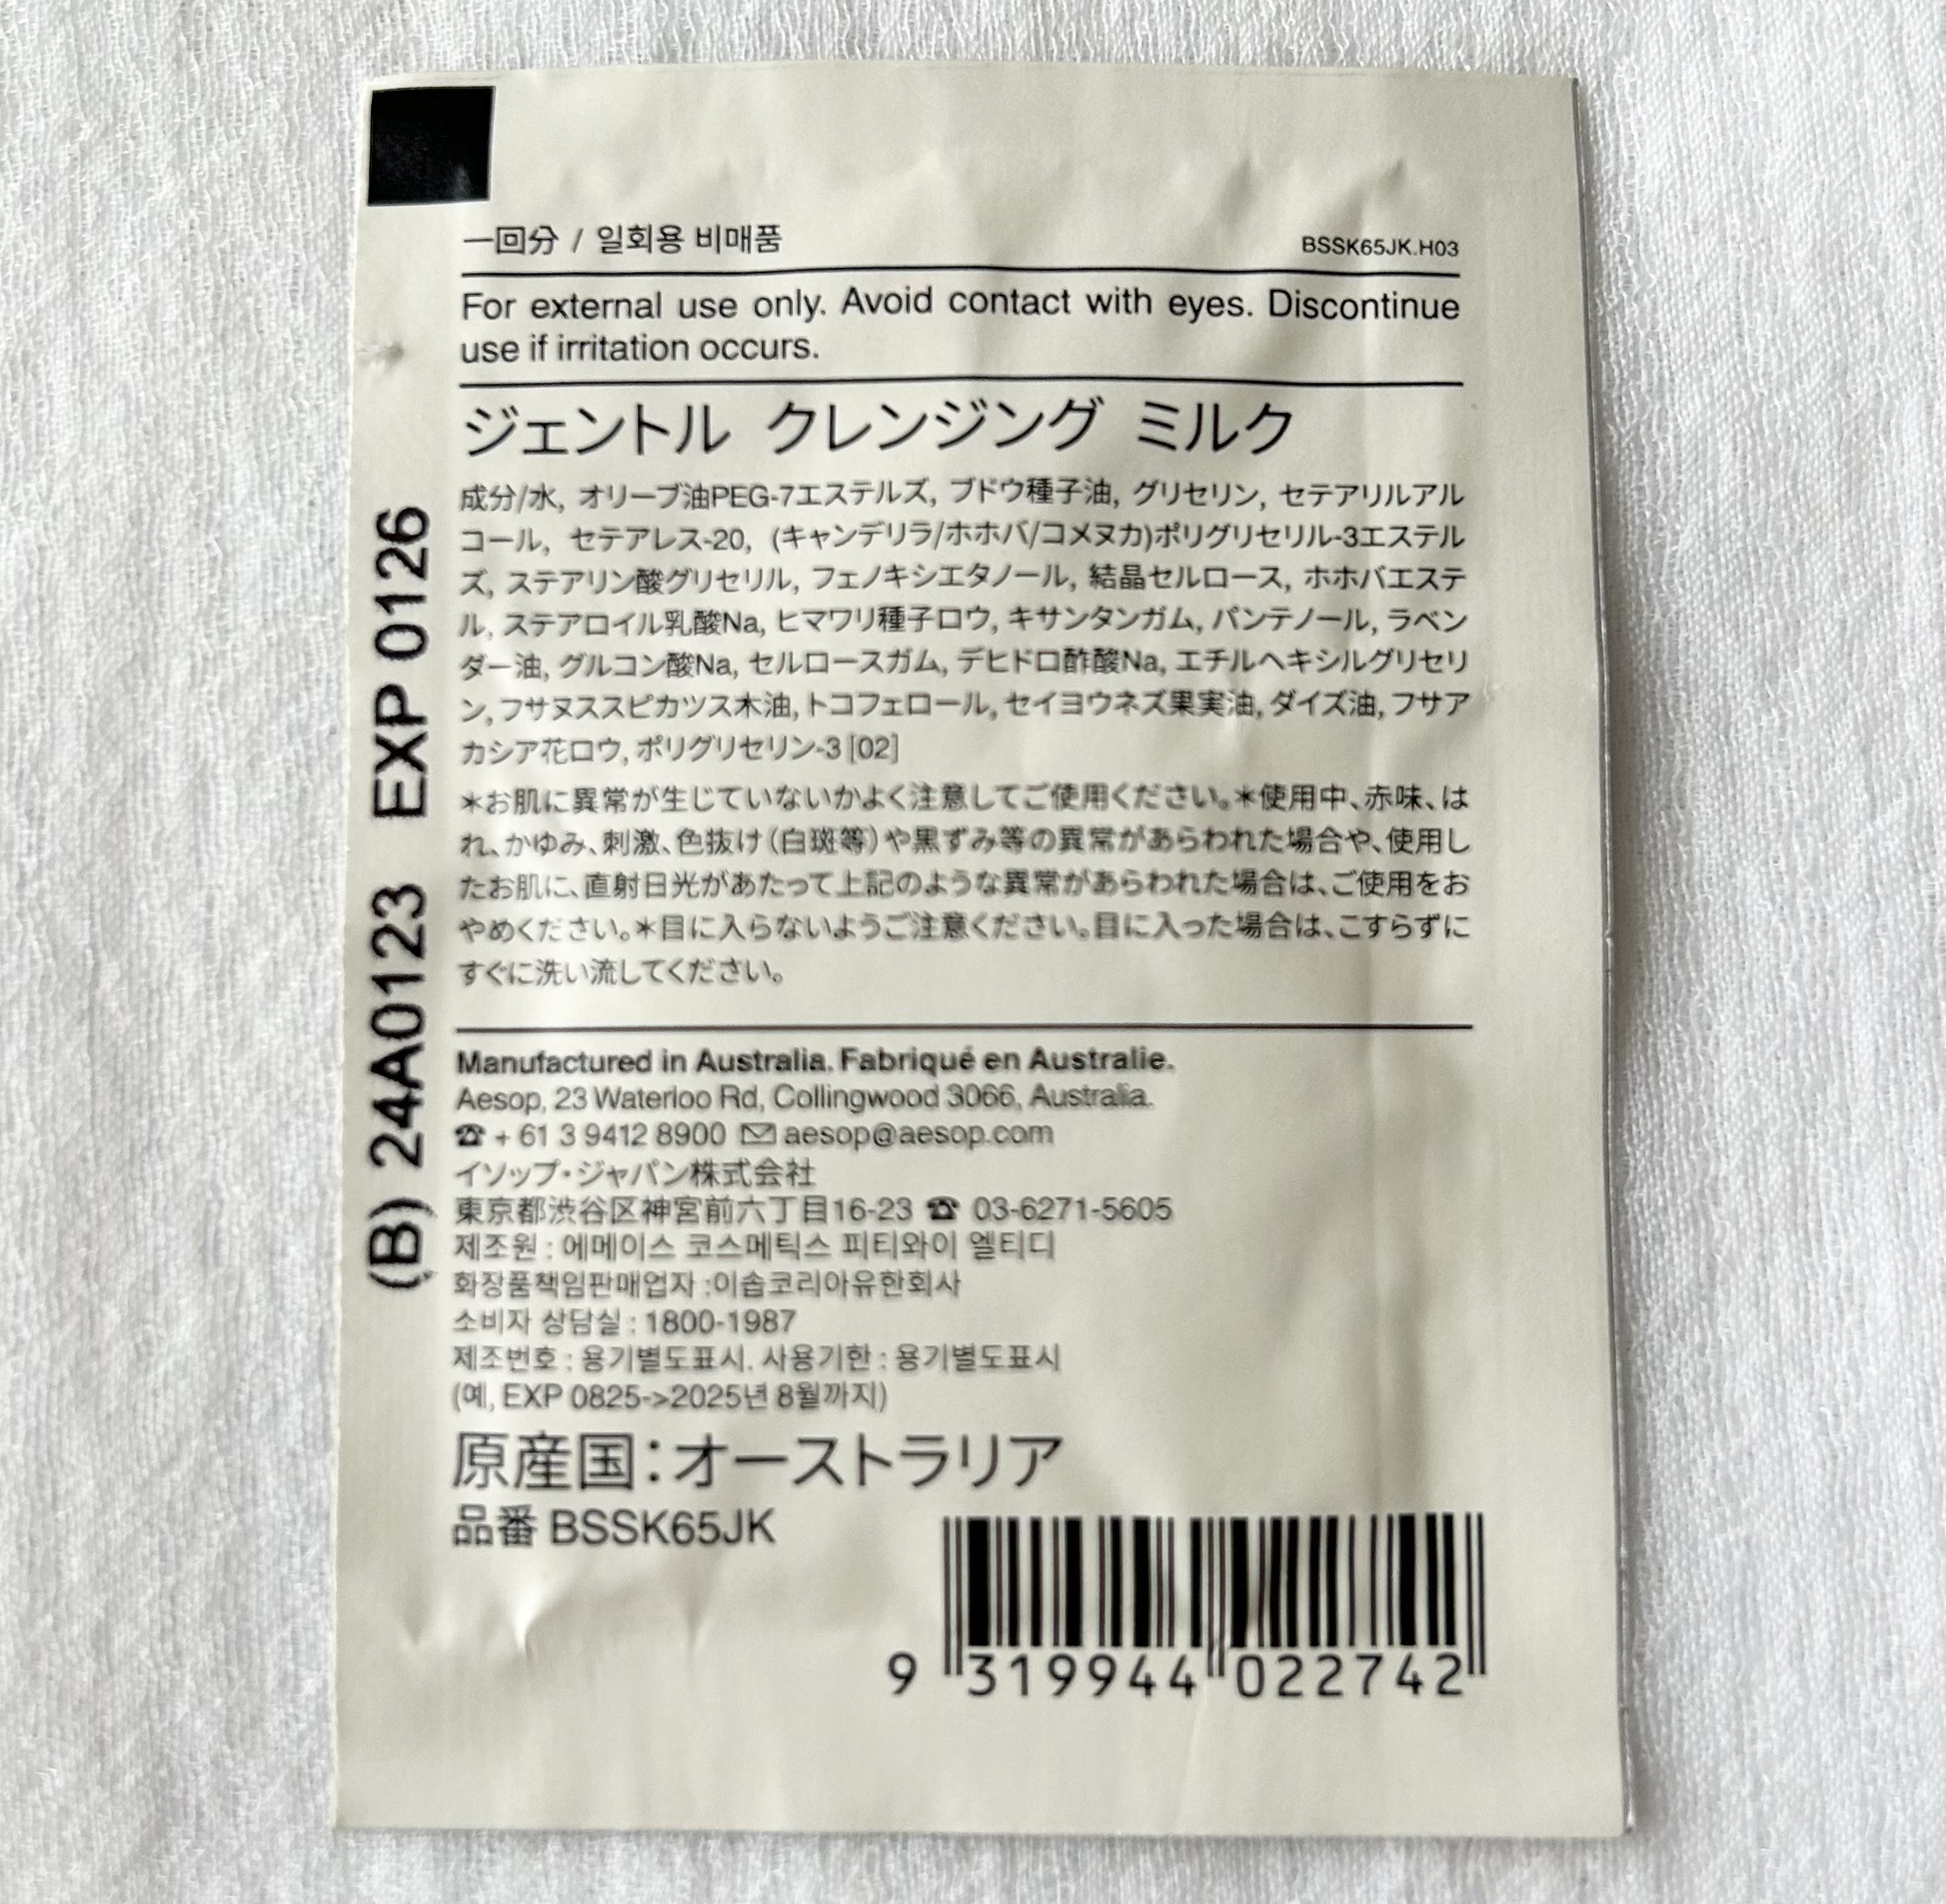 一回分 / 일회용 비매품
BSSK65JK.H03
For external use only. Avoid contact with eyes. Discontinue
use if irritation occurs.
ジェントル クレンジング ミルク
成分/水, オリーブ油PEG-7エステルズ, ブドウ種子油, グリセリン, セテアリルアル
コール, セテアレス-20, (キャンデリラ/ホホバ/コメヌカ)ポリグリセリル-3エステル
ズ, ステアリン酸グリセリル, フェノキシエタノール, 結晶セルロース, ホホバエステ
ル, ステアロイル乳酸Na, ヒマワリ種子ロウ, キサンタンガム, パンテノール, ラベン
ダー油, グルコン酸Na, セルロースガム, デヒドロ酢酸Na, エチルヘキシルグリセリ
ン, フサヌススピカツス木油, トコフェロール, セイヨウネズ果実油, ダイズ油, フサア
カシア花ロウ, ポリグリセリン-3 [02]
＊お肌に異常が生じていないかよく注意してご使用ください。＊使用中、赤味、は
れ、かゆみ、刺激、色抜け（白斑等）や黒ずみ等の異常があらわれた場合や、使用し
たお肌に、直射日光があたって上記のような異常があらわれた場合は、ご使用をお
やめください。＊目に入らないようご注意ください。目に入った場合は、こすらずに
すぐに洗い流してください。
Manufactured in Australia. Fabriqué en Australie.
Aesop, 23 Waterloo Rd, Collingwood 3066, Australia.
☎ + 61 3 9412 8900 ✉ aesop@aesop.com
イソップ・ジャパン株式会社
東京都渋谷区神宮前六丁目16-23 ☎ 03-6271-5605
제조원 : 에메이스 코스메틱스 피티와이 엘티디
화장품책임판매업자 :이솝코리아유한회사
소비자 상담실 : 1800-1987
제조번호 : 용기별도표시. 사용기한 : 용기별도표시
(예, EXP 0825->2025년 8월까지)
原産国：オーストラリア
品番 BSSK65JK
9 319944 022742
(B) 24A0123 EXP 0126